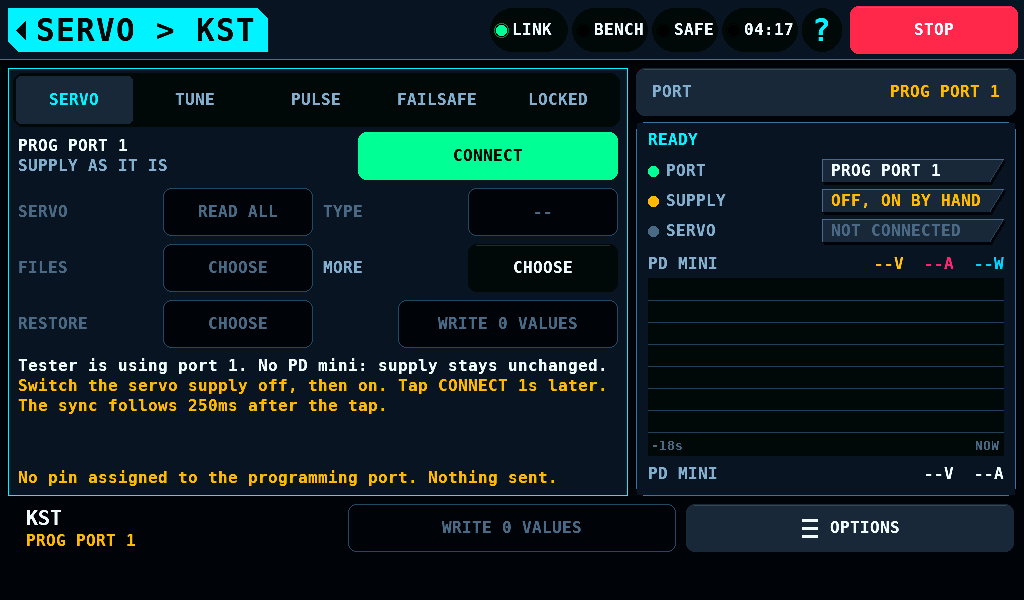 SERVO > KST
LINK
BENCH
SAFE
04:17
?
STOP
SERVO
TUNE
PULSE
FAILSAFE
LOCKED
PROG PORT 1
SUPPLY AS IT IS
CONNECT
SERVO
READ ALL
TYPE
--
FILES
CHOOSE
MORE
CHOOSE
RESTORE
CHOOSE
WRITE 0 VALUES
Tester is using port 1. No PD mini: supply stays unchanged.
Switch the servo supply off, then on. Tap CONNECT 1s later.
The sync follows 250ms after the tap.
No pin assigned to the programming port. Nothing sent.
PORT
PROG PORT 1
READY
PORT
PROG PORT 1
SUPPLY
OFF, ON BY HAND
SERVO
NOT CONNECTED
PD MINI
--V
--A
--W
-18s
NOW
PD MINI
--V
--A
KST
PROG PORT 1
WRITE 0 VALUES
OPTIONS